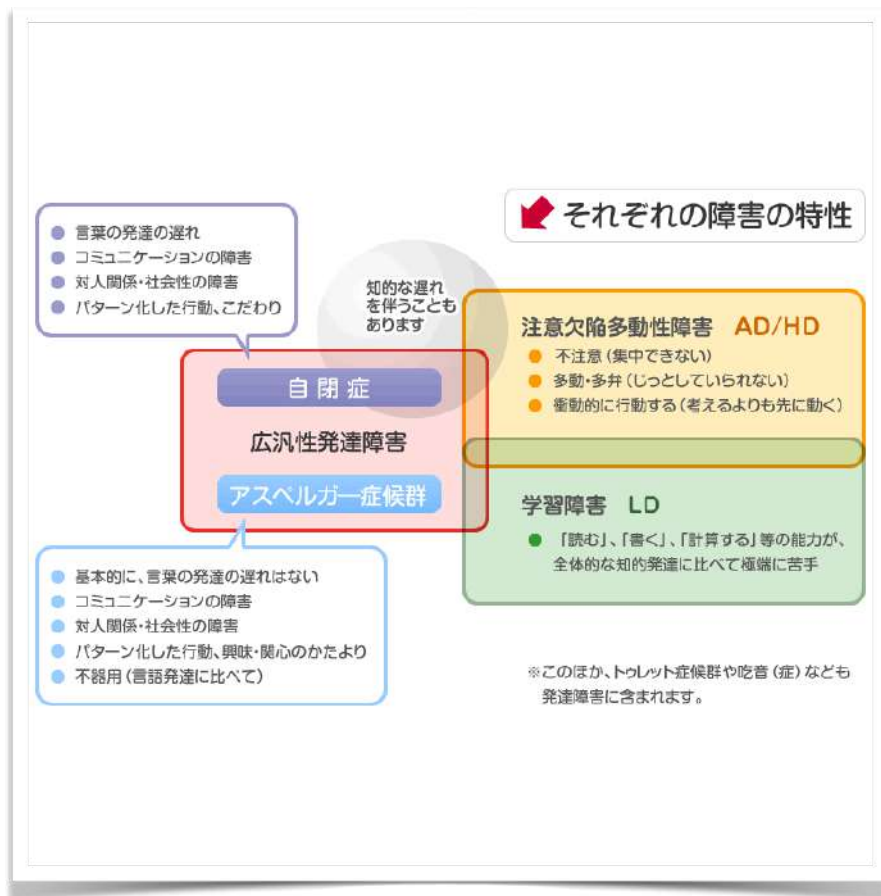 それぞれの障害の特性
● 言葉の発達の遅れ
● コミュニケーションの障害
● 対人関係・社会性の障害
● パターン化した行動、こだわり
知的な遅れ
を伴うことも
あります
自閉症
広汎性発達障害
アスペルガー症候群
● 基本的に、言葉の発達の遅れはない
● コミュニケーションの障害
● 対人関係・社会性の障害
● パターン化した行動、興味・関心のかたより
● 不器用（言語発達に比べて）
注意欠陥多動性障害 AD/HD
● 不注意（集中できない）
● 多動・多弁（じっとしていられない）
● 衝動的に行動する（考えるよりも先に動く）
学習障害 LD
● 「読む」、「書く」、「計算する」等の能力が、
全体的な知的発達に比べて極端に苦手
※このほか、トゥレット症候群や吃音（症）なども
発達障害に含まれます。